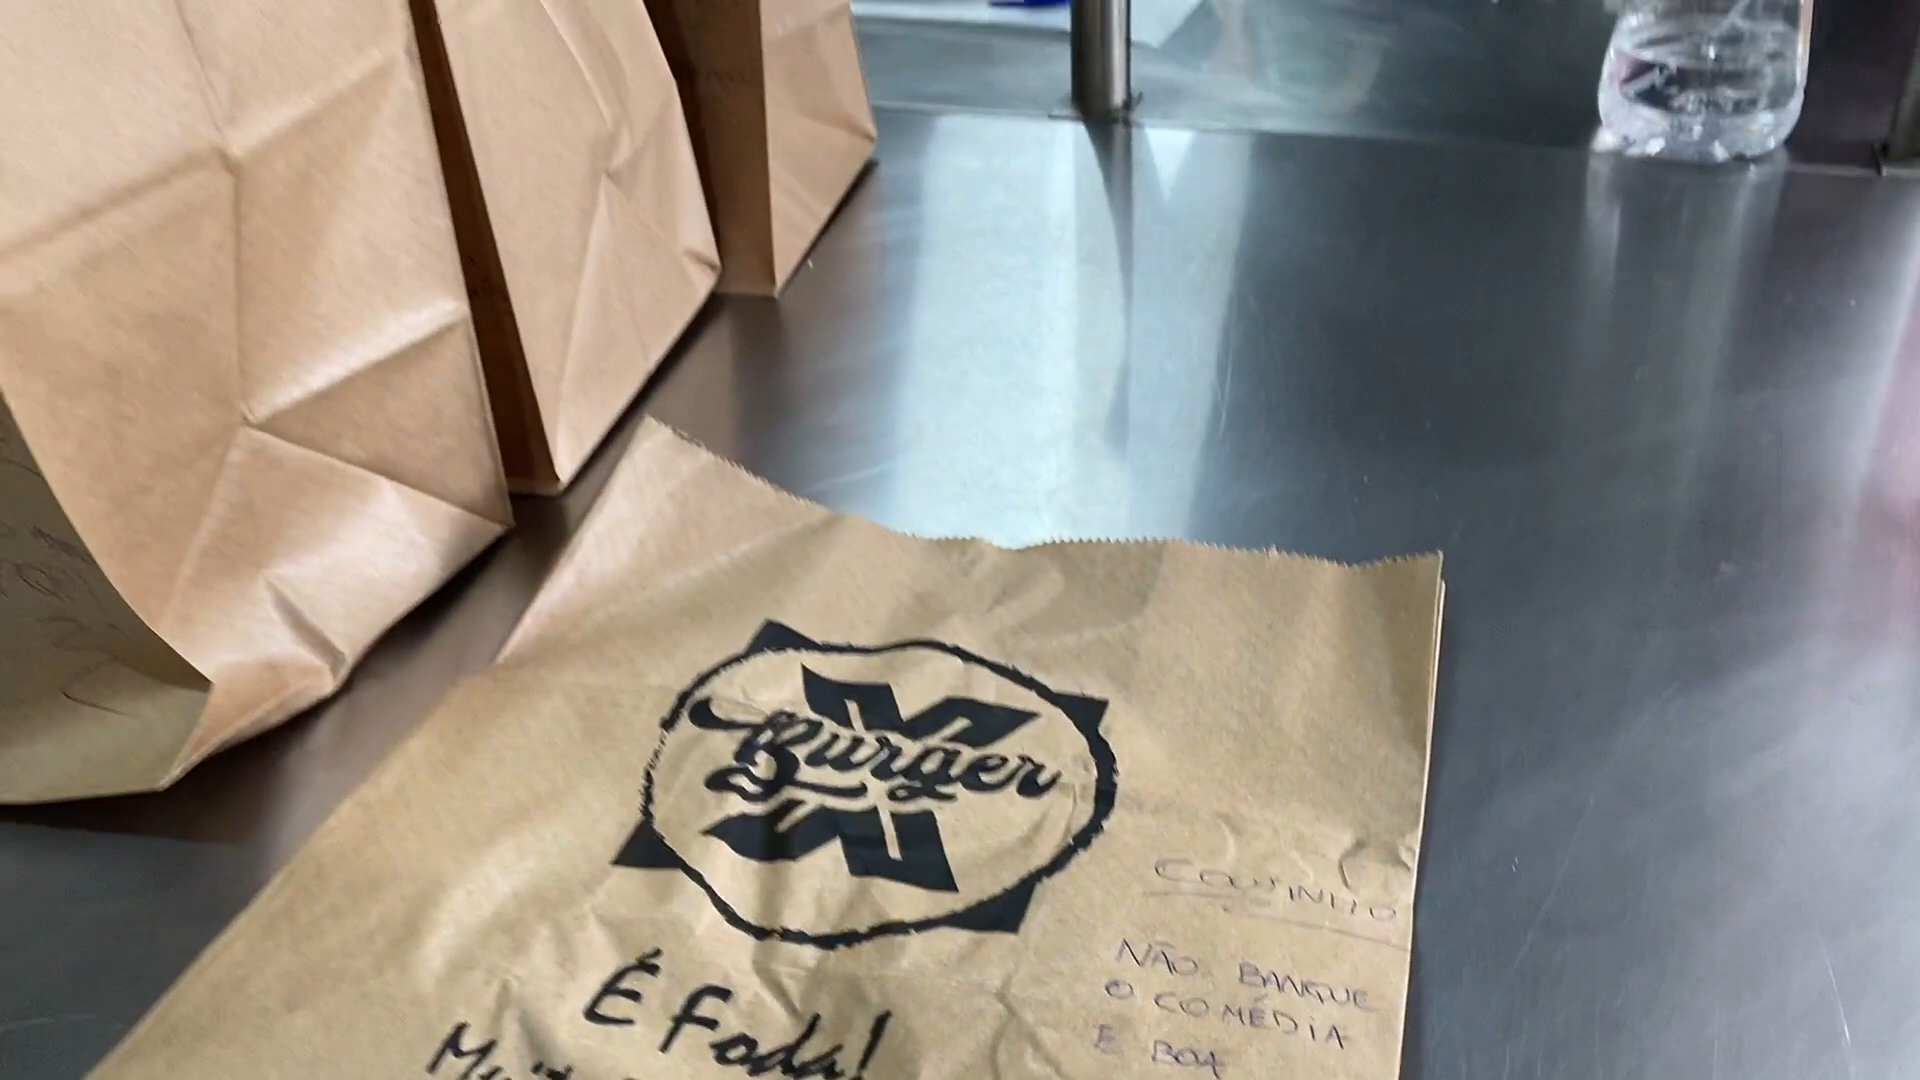 X Burger
É Foda!
COUTINHO
NÃO BANQUE
O COMÉDIA
E BOA